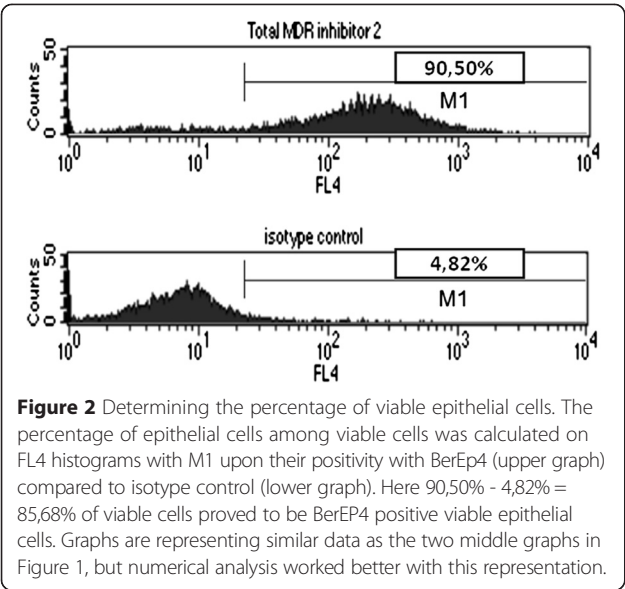 Total MDR inhibitor 2
90,50%
M1
Counts
50
0
10^0 10^1 10^2 10^3 10^4
FL4
isotype control
4,82%
M1
Counts
50
0
10^0 10^1 10^2 10^3 10^4
FL4
Figure 2 Determining the percentage of viable epithelial cells. The
percentage of epithelial cells among viable cells was calculated on
FL4 histograms with M1 upon their positivity with BerEp4 (upper graph)
compared to isotype control (lower graph). Here 90,50% - 4,82% =
85,68% of viable cells proved to be BerEP4 positive viable epithelial
cells. Graphs are representing similar data as the two middle graphs in
Figure 1, but numerical analysis worked better with this representation.